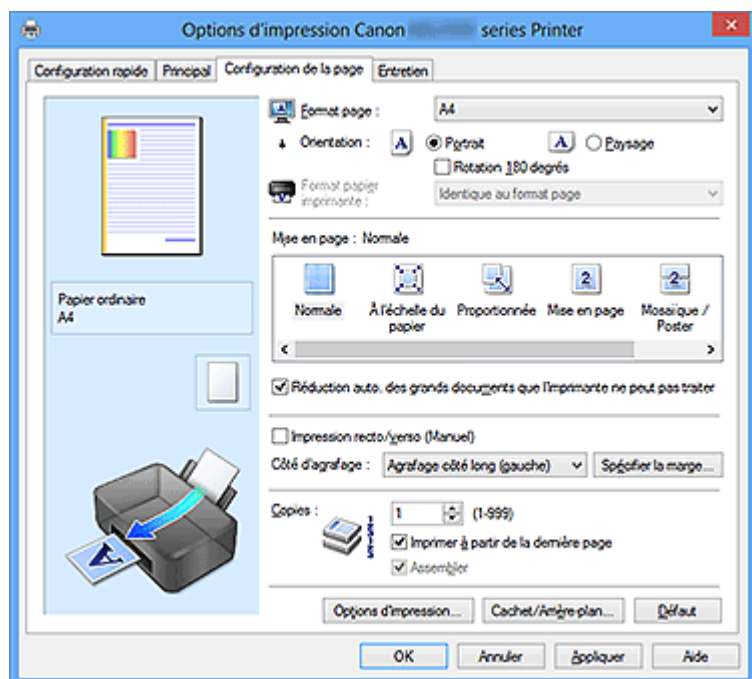 Options d'impression Canon series Printer
Configuration rapide Principal Configuration de la page Entretien
Format page : A4
Orientation : A Portrait A Paysage
Rotation 180 degrés
Format papier imprimante : Identique au format page
Mise en page : Normale
Papier ordinaire
A4
Normale À l'échelle du papier Proportionnée Mise en page Mosaïque / Poster
Réduction auto. des grands documents que l'imprimante ne peut pas traiter
Impression recto/verso (Manuel)
Côté d'agrafage : Agrafage côté long (gauche) Spécifier la marge...
Copies : 1 (1-999)
Imprimer à partir de la dernière page
Assembler
Options d'impression... Cachet/Arrière-plan... Défaut
OK Annuler Appliquer Aide